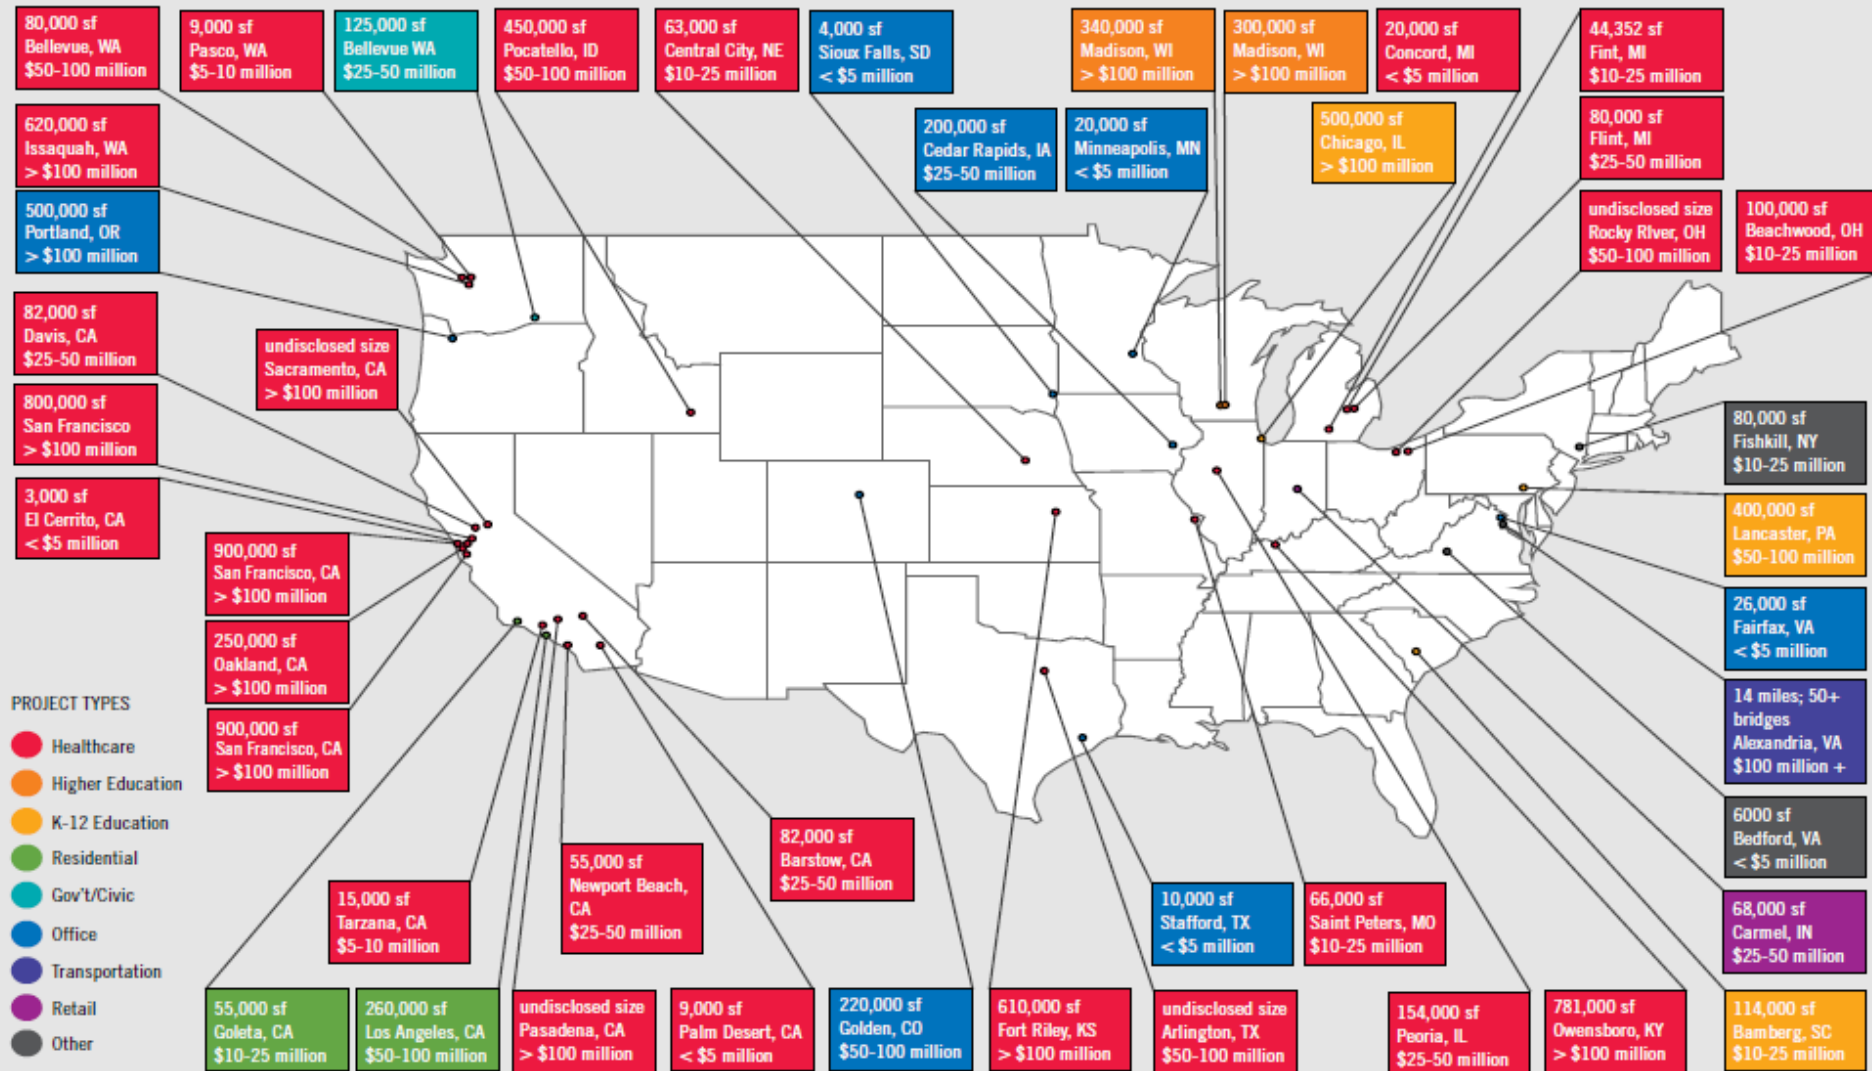 80,000 sf
Bellevue, WA
$50-100 million
9,000 sf
Pasco, WA
$5-10 million
125,000 sf
Bellevue WA
$25-50 million
450,000 sf
Pocatello, ID
$50-100 million
63,000 sf
Central City, NE
$10-25 million
4,000 sf
Sioux Falls, SD
< $5 million
340,000 sf
Madison, WI
> $100 million
300,000 sf
Madison, WI
> $100 million
20,000 sf
Concord, MI
< $5 million
44,352 sf
Fint, MI
$10-25 million
620,000 sf
Issaquah, WA
> $100 million
200,000 sf
Cedar Rapids, IA
$25-50 million
20,000 sf
Minneapolis, MN
< $5 million
500,000 sf
Chicago, IL
> $100 million
80,000 sf
Flint, MI
$25-50 million
500,000 sf
Portland, OR
> $100 million
undisclosed size
Rocky RIver, OH
$50-100 million
100,000 sf
Beachwood, OH
$10-25 million
82,000 sf
Davis, CA
$25-50 million
undisclosed size
Sacramento, CA
> $100 million
800,000 sf
San Francisco
> $100 million
80,000 sf
Fishkill, NY
$10-25 million
3,000 sf
El Cerrito, CA
< $5 million
400,000 sf
Lancaster, PA
$50-100 million
900,000 sf
San Francisco, CA
> $100 million
26,000 sf
Fairfax, VA
< $5 million
250,000 sf
Oakland, CA
> $100 million
14 miles; 50+
bridges
Alexandria, VA
$100 million +
900,000 sf
San Francisco, CA
> $100 million
PROJECT TYPES
Healthcare
Higher Education
K-12 Education
Residential
Gov't/Civic
Office
Transportation
Retail
Other
6000 sf
Bedford, VA
< $5 million
82,000 sf
Barstow, CA
$25-50 million
55,000 sf
Newport Beach,
CA
$25-50 million
15,000 sf
Tarzana, CA
$5-10 million
10,000 sf
Stafford, TX
< $5 million
66,000 sf
Saint Peters, MO
$10-25 million
68,000 sf
Carmel, IN
$25-50 million
55,000 sf
Goleta, CA
$10-25 million
260,000 sf
Los Angeles, CA
$50-100 million
undisclosed size
Pasadena, CA
> $100 million
9,000 sf
Palm Desert, CA
< $5 million
220,000 sf
Golden, CO
$50-100 million
610,000 sf
Fort Riley, KS
> $100 million
undisclosed size
Arlington, TX
$50-100 million
154,000 sf
Peoria, IL
$25-50 million
781,000 sf
Owensboro, KY
> $100 million
114,000 sf
Bamberg, SC
$10-25 million